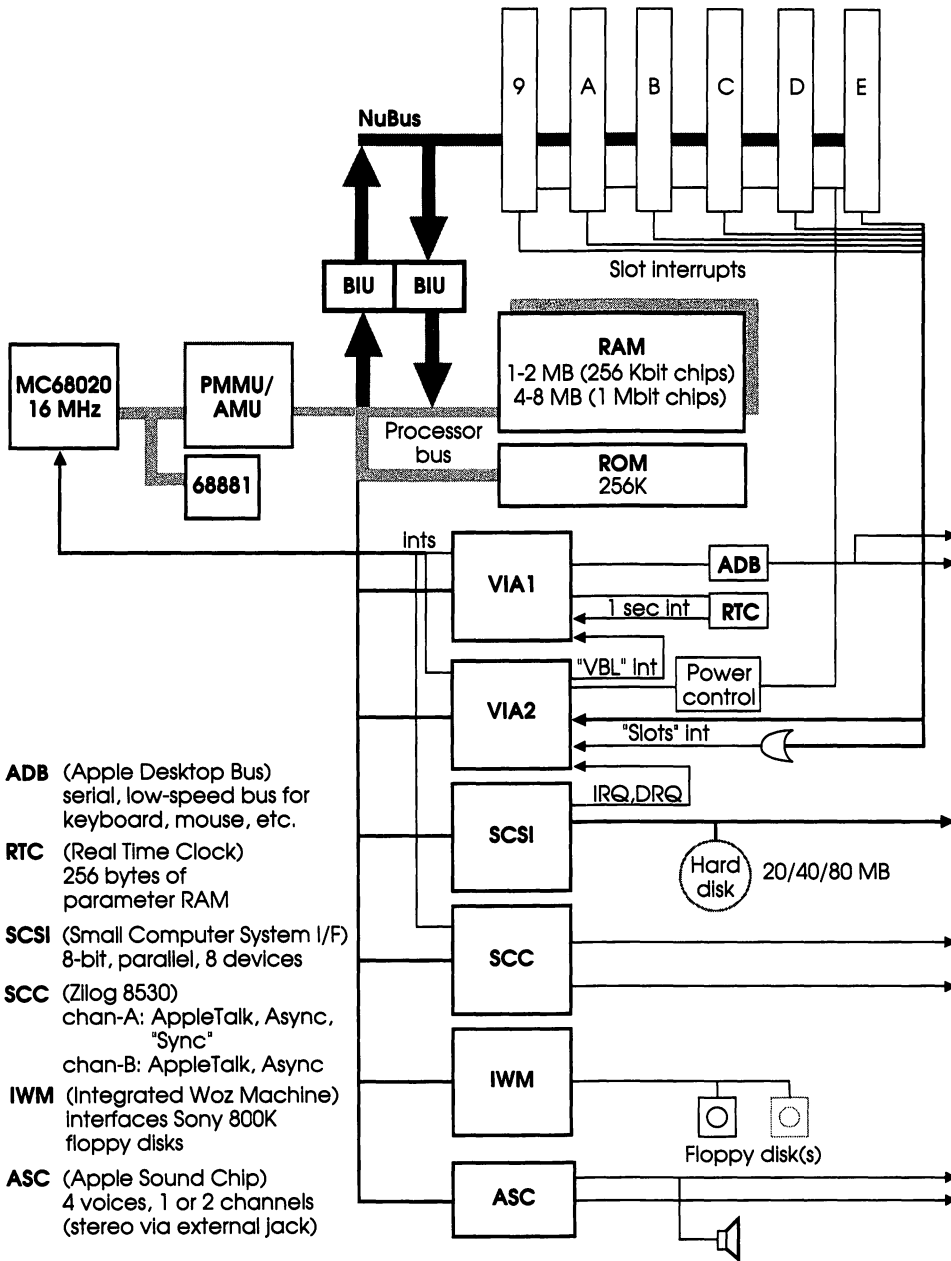 9
A
B
C
D
E
NuBus
BIU
BIU
Slot interrupts
MC68020
16 MHz
PMMU/
AMU
68881
RAM
1-2 MB (256 Kbit chips)
4-8 MB (1 Mbit chips)
Processor
bus
ROM
256K
ints
VIA1
ADB
1 sec int
RTC
"VBL" int
VIA2
Power
control
"Slots" int
IRQ,DRQ
SCSI
Hard
disk
20/40/80 MB
SCC
IWM
Floppy disk(s)
ASC
ADB (Apple Desktop Bus)
serial, low-speed bus for
keyboard, mouse, etc.
RTC (Real Time Clock)
256 bytes of
parameter RAM
SCSI (Small Computer System I/F)
8-bit, parallel, 8 devices
SCC (Zilog 8530)
chan-A: AppleTalk, Async,
"Sync"
chan-B: AppleTalk, Async
IWM (Integrated Woz Machine)
interfaces Sony 800K
floppy disks
ASC (Apple Sound Chip)
4 voices, 1 or 2 channels
(stereo via external jack)